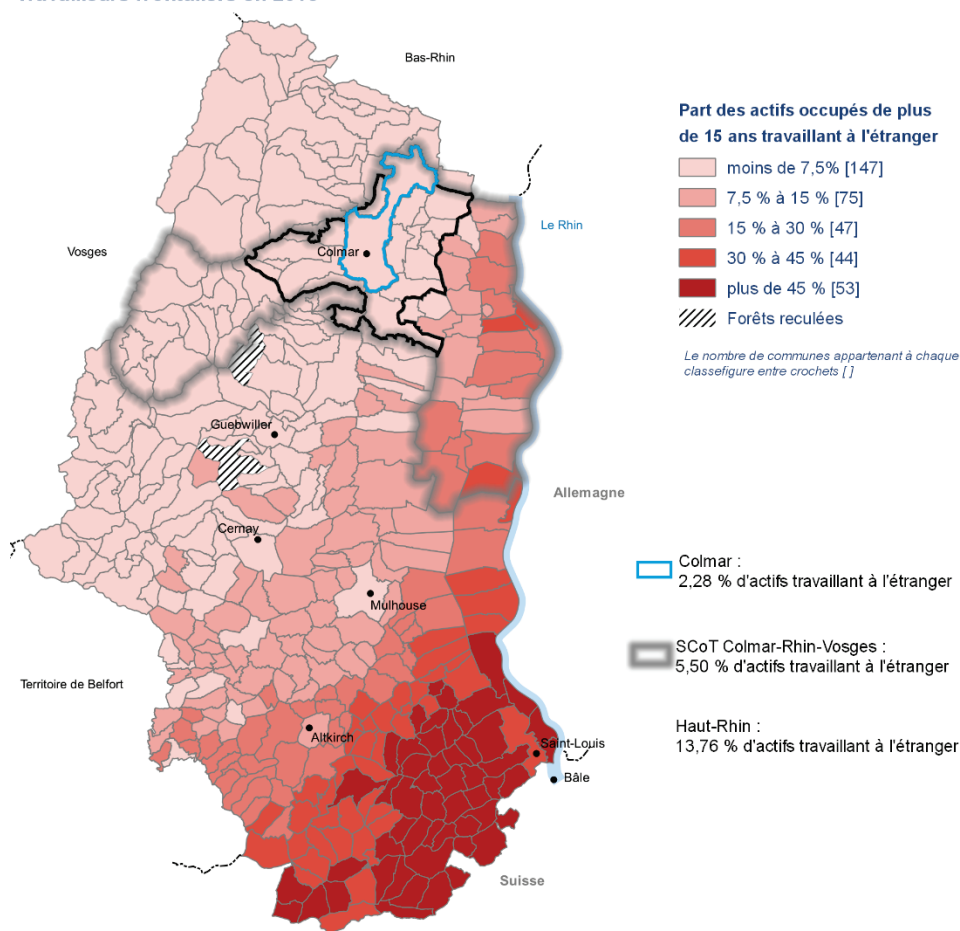 Bas-Rhin
Part des actifs occupés de plus
de 15 ans travaillant à l'étranger
moins de 7,5% [147]
7,5 % à 15 % [75]
15 % à 30 % [47]
30 % à 45 % [44]
plus de 45 % [53]
Forêts reculées
Le nombre de communes appartenant à chaque
classefigure entre crochets [ ]
Le Rhin
Vosges
Colmar
Guebwiller
Allemagne
Cernay
Mulhouse
Colmar :
2,28 % d'actifs travaillant à l'étranger
SCoT Colmar-Rhin-Vosges :
5,50 % d'actifs travaillant à l'étranger
Territoire de Belfort
Haut-Rhin :
13,76 % d'actifs travaillant à l'étranger
Altkirch
Saint-Louis
Bâle
Suisse